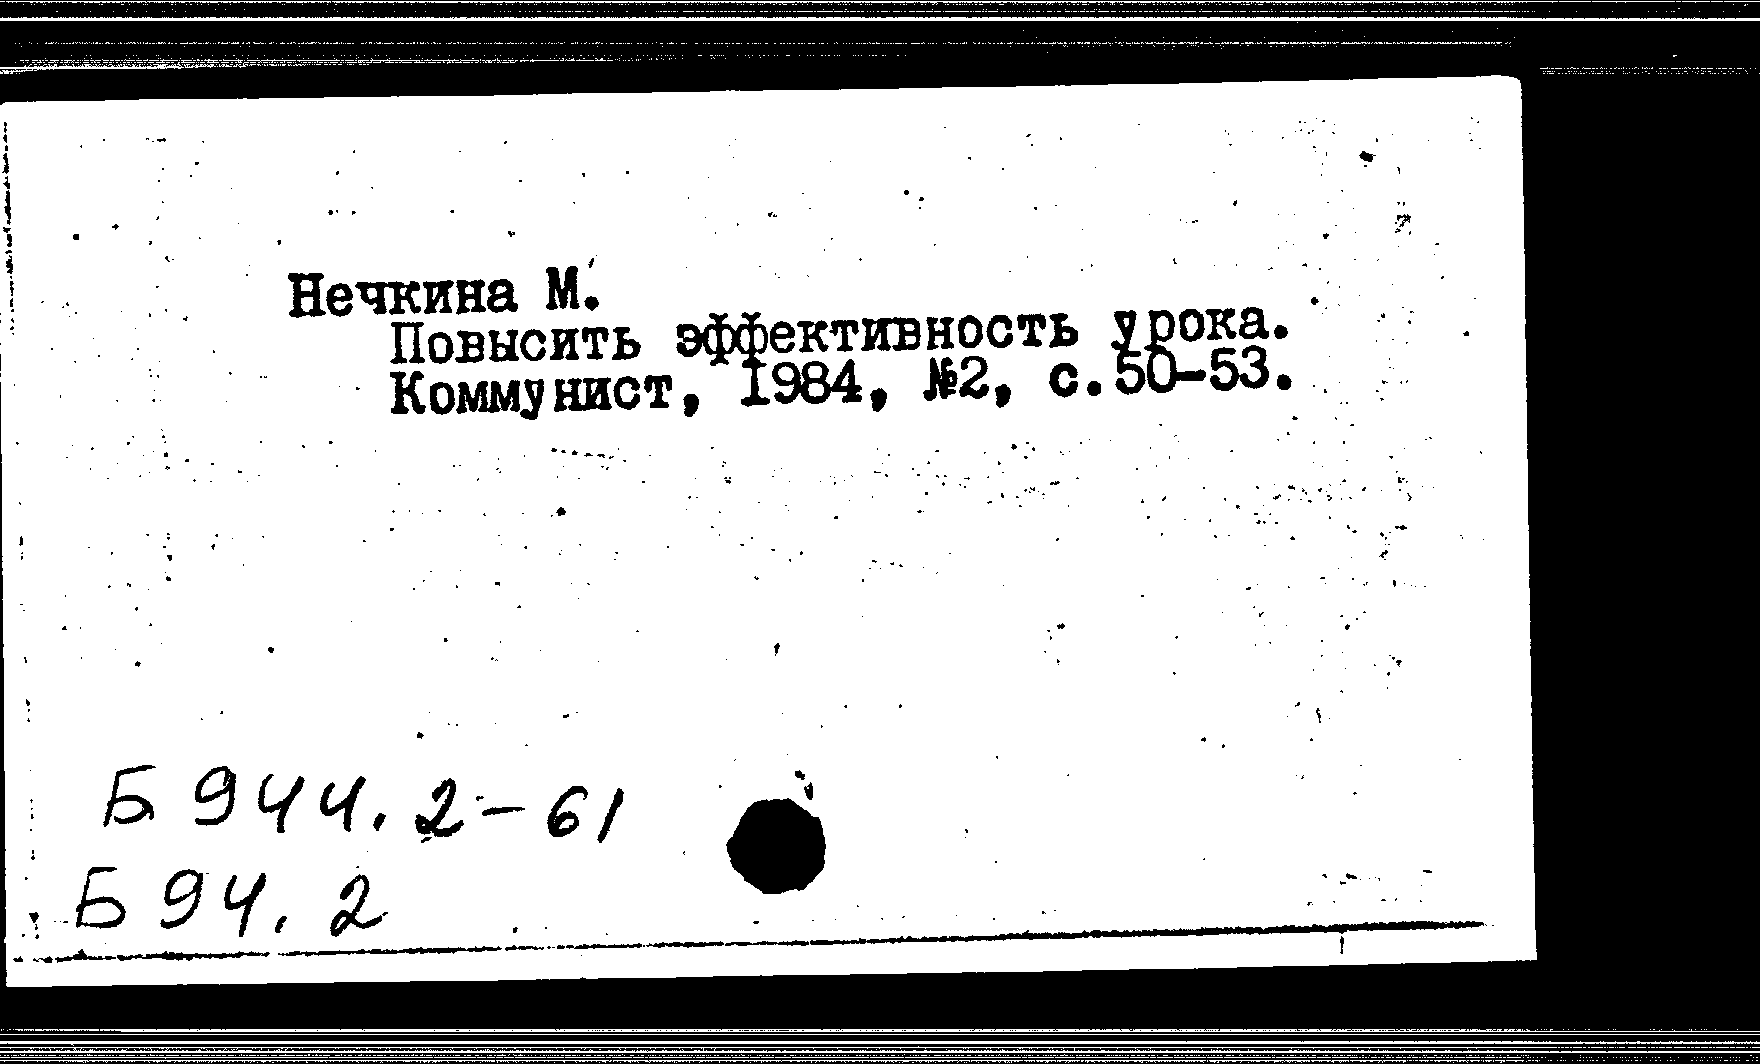 Нечкина М.
Повысить эффективность урока.
Коммунист, 1984, №2, с.50-53.
Б 944.2-61
Б 94.2